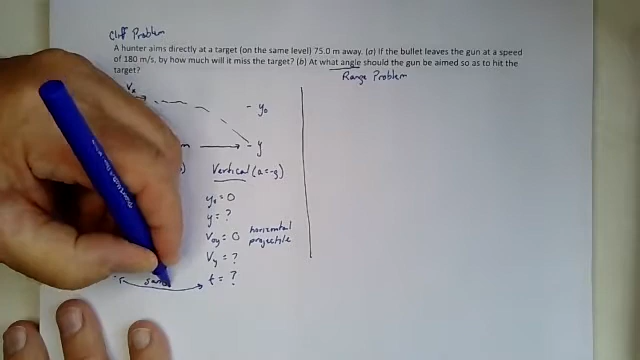 Cliff Problem
A hunter aims directly at a target (on the same level) 75.0 m away. (a) If the bullet leaves the gun at a speed
of 180 m/s, by how much will it miss the target? (b) At what angle should the gun be aimed so as to hit the
target?
Range Problem
- y₀
m
- y
Vertical (a=-g)
y₀ = 0
y = ?
V₀y = 0 horizontal
projectile
Vy = ?
t = ?